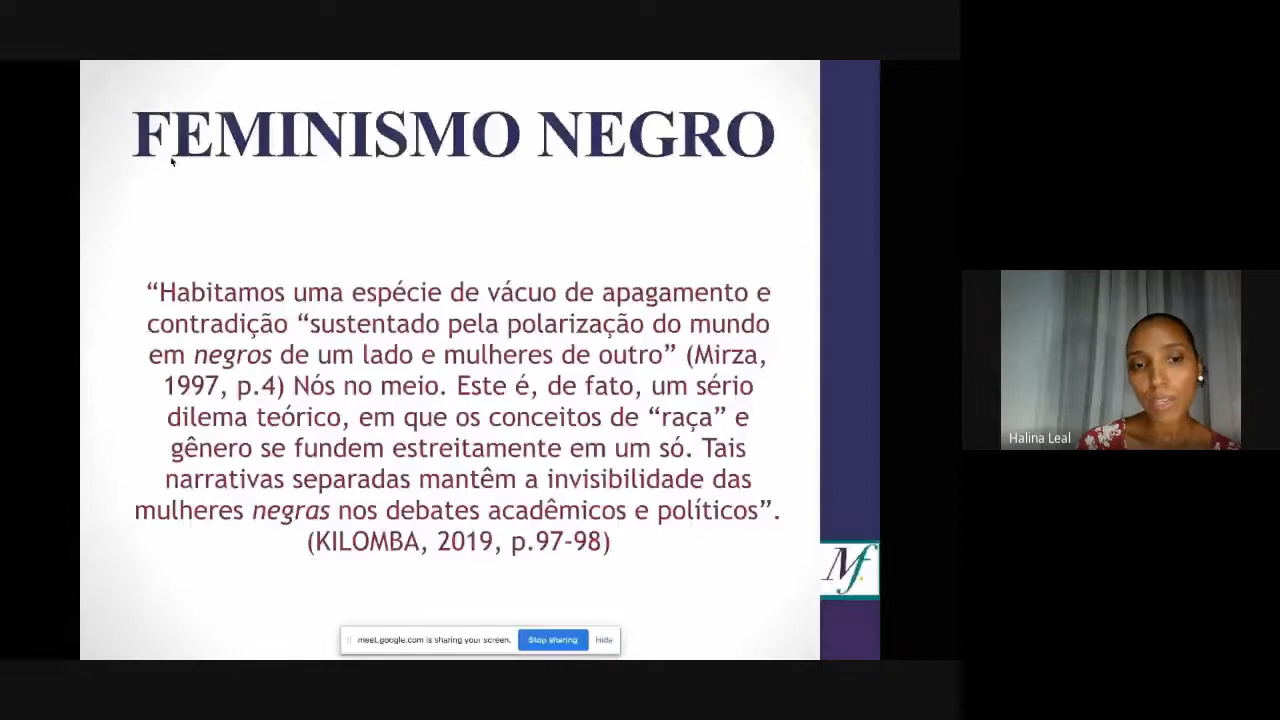 FEMINISMO NEGRO
“Habitamos uma espécie de vácuo de apagamento e
contradição “sustentado pela polarização do mundo
em negros de um lado e mulheres de outro” (Mirza,
1997, p.4) Nós no meio. Este é, de fato, um sério
dilema teórico, em que os conceitos de “raça” e
gênero se fundem estreitamente em um só. Tais
narrativas separadas mantêm a invisibilidade das
mulheres negras nos debates acadêmicos e políticos”.
(KILOMBA, 2019, p.97-98)
Mf
meet.google.com is sharing your screen.
Stop sharing
Hide
Halina Leal